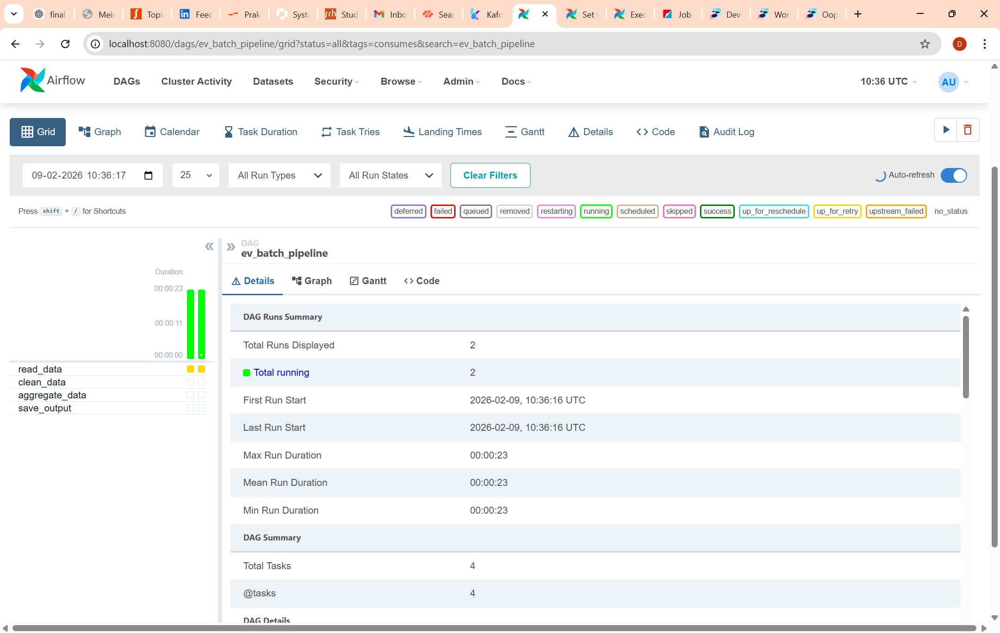 final
Mein
Topi
Feed
Prak
Syste
srh Stud
Inbo
Sear
Kafd
Set u
Exec
Job
Deve
Wor
Oop
localhost:8080/dags/ev_batch_pipeline/grid?status=all&tags=consumes&search=ev_batch_pipeline
D
Airflow
DAGs
Cluster Activity
Datasets
Security
Browse
Admin
Docs
10:36 UTC
AU
Grid
Graph
Calendar
Task Duration
Task Tries
Landing Times
Gantt
Details
Code
Audit Log
09-02-2026 10:36:17
25
All Run Types
All Run States
Clear Filters
Auto-refresh
Press shift + / for Shortcuts
deferred
failed
queued
removed
restarting
running
scheduled
skipped
success
up_for_reschedule
up_for_retry
upstream_failed
no_status
Duration
00:00:23
00:00:11
00:00:00
read_data
clean_data
aggregate_data
save_output
DAG
ev_batch_pipeline
Details
Graph
Gantt
Code
DAG Runs Summary
Total Runs Displayed 2
Total running 2
First Run Start 2026-02-09, 10:36:16 UTC
Last Run Start 2026-02-09, 10:36:16 UTC
Max Run Duration 00:00:23
Mean Run Duration 00:00:23
Min Run Duration 00:00:23
DAG Summary
Total Tasks 4
@tasks 4
DAG Details